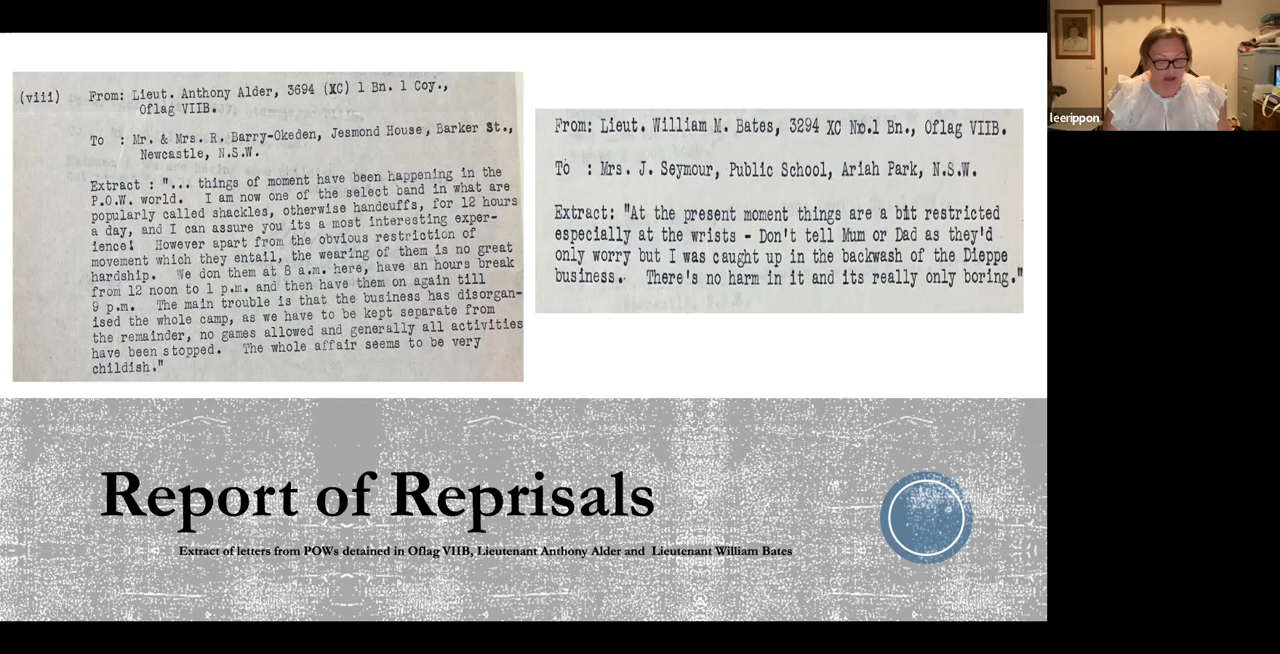 (viii) From: Lieut. Anthony Alder, 3694 (XC) 1 Bn. 1 Coy.,
Oflag VIIB.
To : Mr. & Mrs. R. Barry-Okeden, Jesmond House, Barker St.,
Newcastle, N.S.W.
Extract : "... things of moment have been happening in the
P.O.W. world. I am now one of the select band in what are
popularly called shackles, otherwise handcuffs, for 12 hours
a day, and I can assure you its a most interesting exper-
ience! However apart from the obvious restriction of
movement which they entail, the wearing of them is no great
hardship. We don them at 8 a.m. here, have an hours break
from 12 noon to 1 p.m. and then have them on again till
9 p.m. The main trouble is that the business has disorgan-
ised the whole camp, as we have to be kept separate from
the remainder, no games allowed and generally all activities
have been stopped. The whole affair seems to be very
childish."
From: Lieut. William M. Bates, 3294 XC No.1 Bn., Oflag VIIB.
To : Mrs. J. Seymour, Public School, Ariah Park, N.S.W.
Extract: "At the present moment things are a bit restricted
especially at the wrists - Don't tell Mum or Dad as they'd
only worry but I was caught up in the backwash of the Dieppe
business. There's no harm in it and its really only boring."
Report of Reprisals
Extract of letters from POWs detained in Oflag VIIB, Lieutenant Anthony Alder and Lieutenant William Bates
leerippon